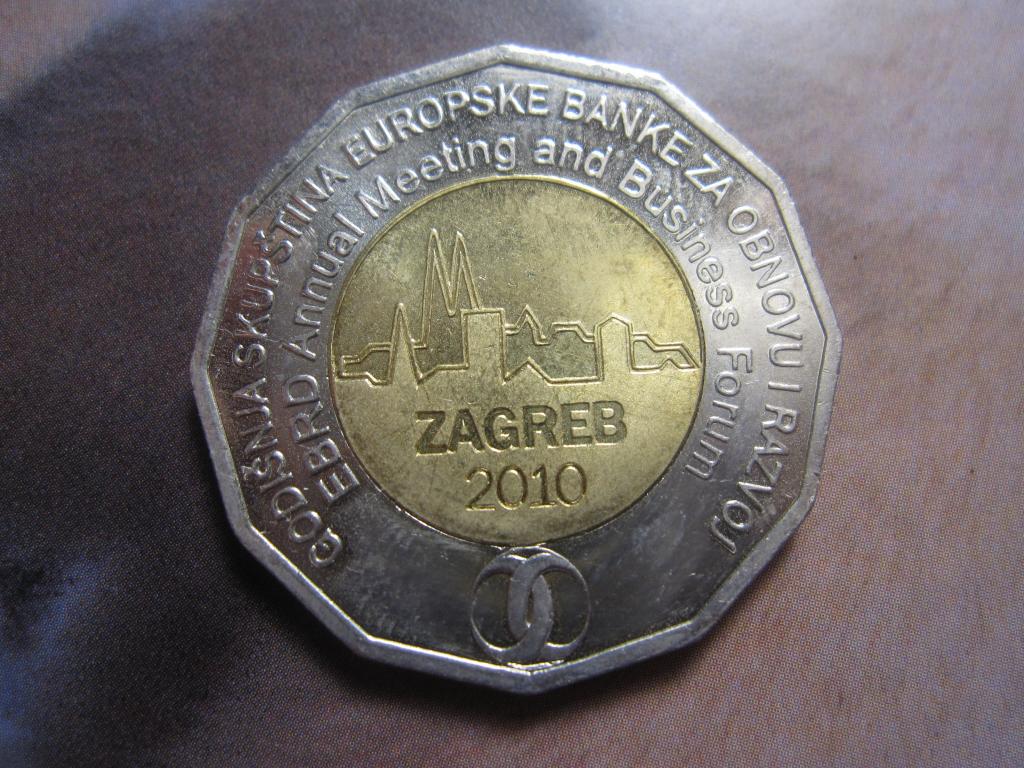 GODIŠNJA SKUPŠTINA EUROPSKE BANKE ZA OBNOVU I RAZVOJ
EBRD Annual Meeting and Business Forum
ZAGREB
2010